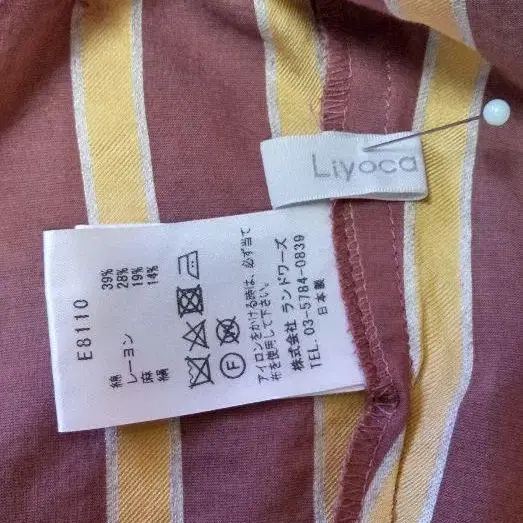 Liyoca
E8110
綿 39%
レーヨン 28%
麻 19%
絹 14%
F
アイロンをかける時は、必ず当て
布を使用して下さい。
株式会社 ランドワーズ
TEL. 03-5784-0839
日本製